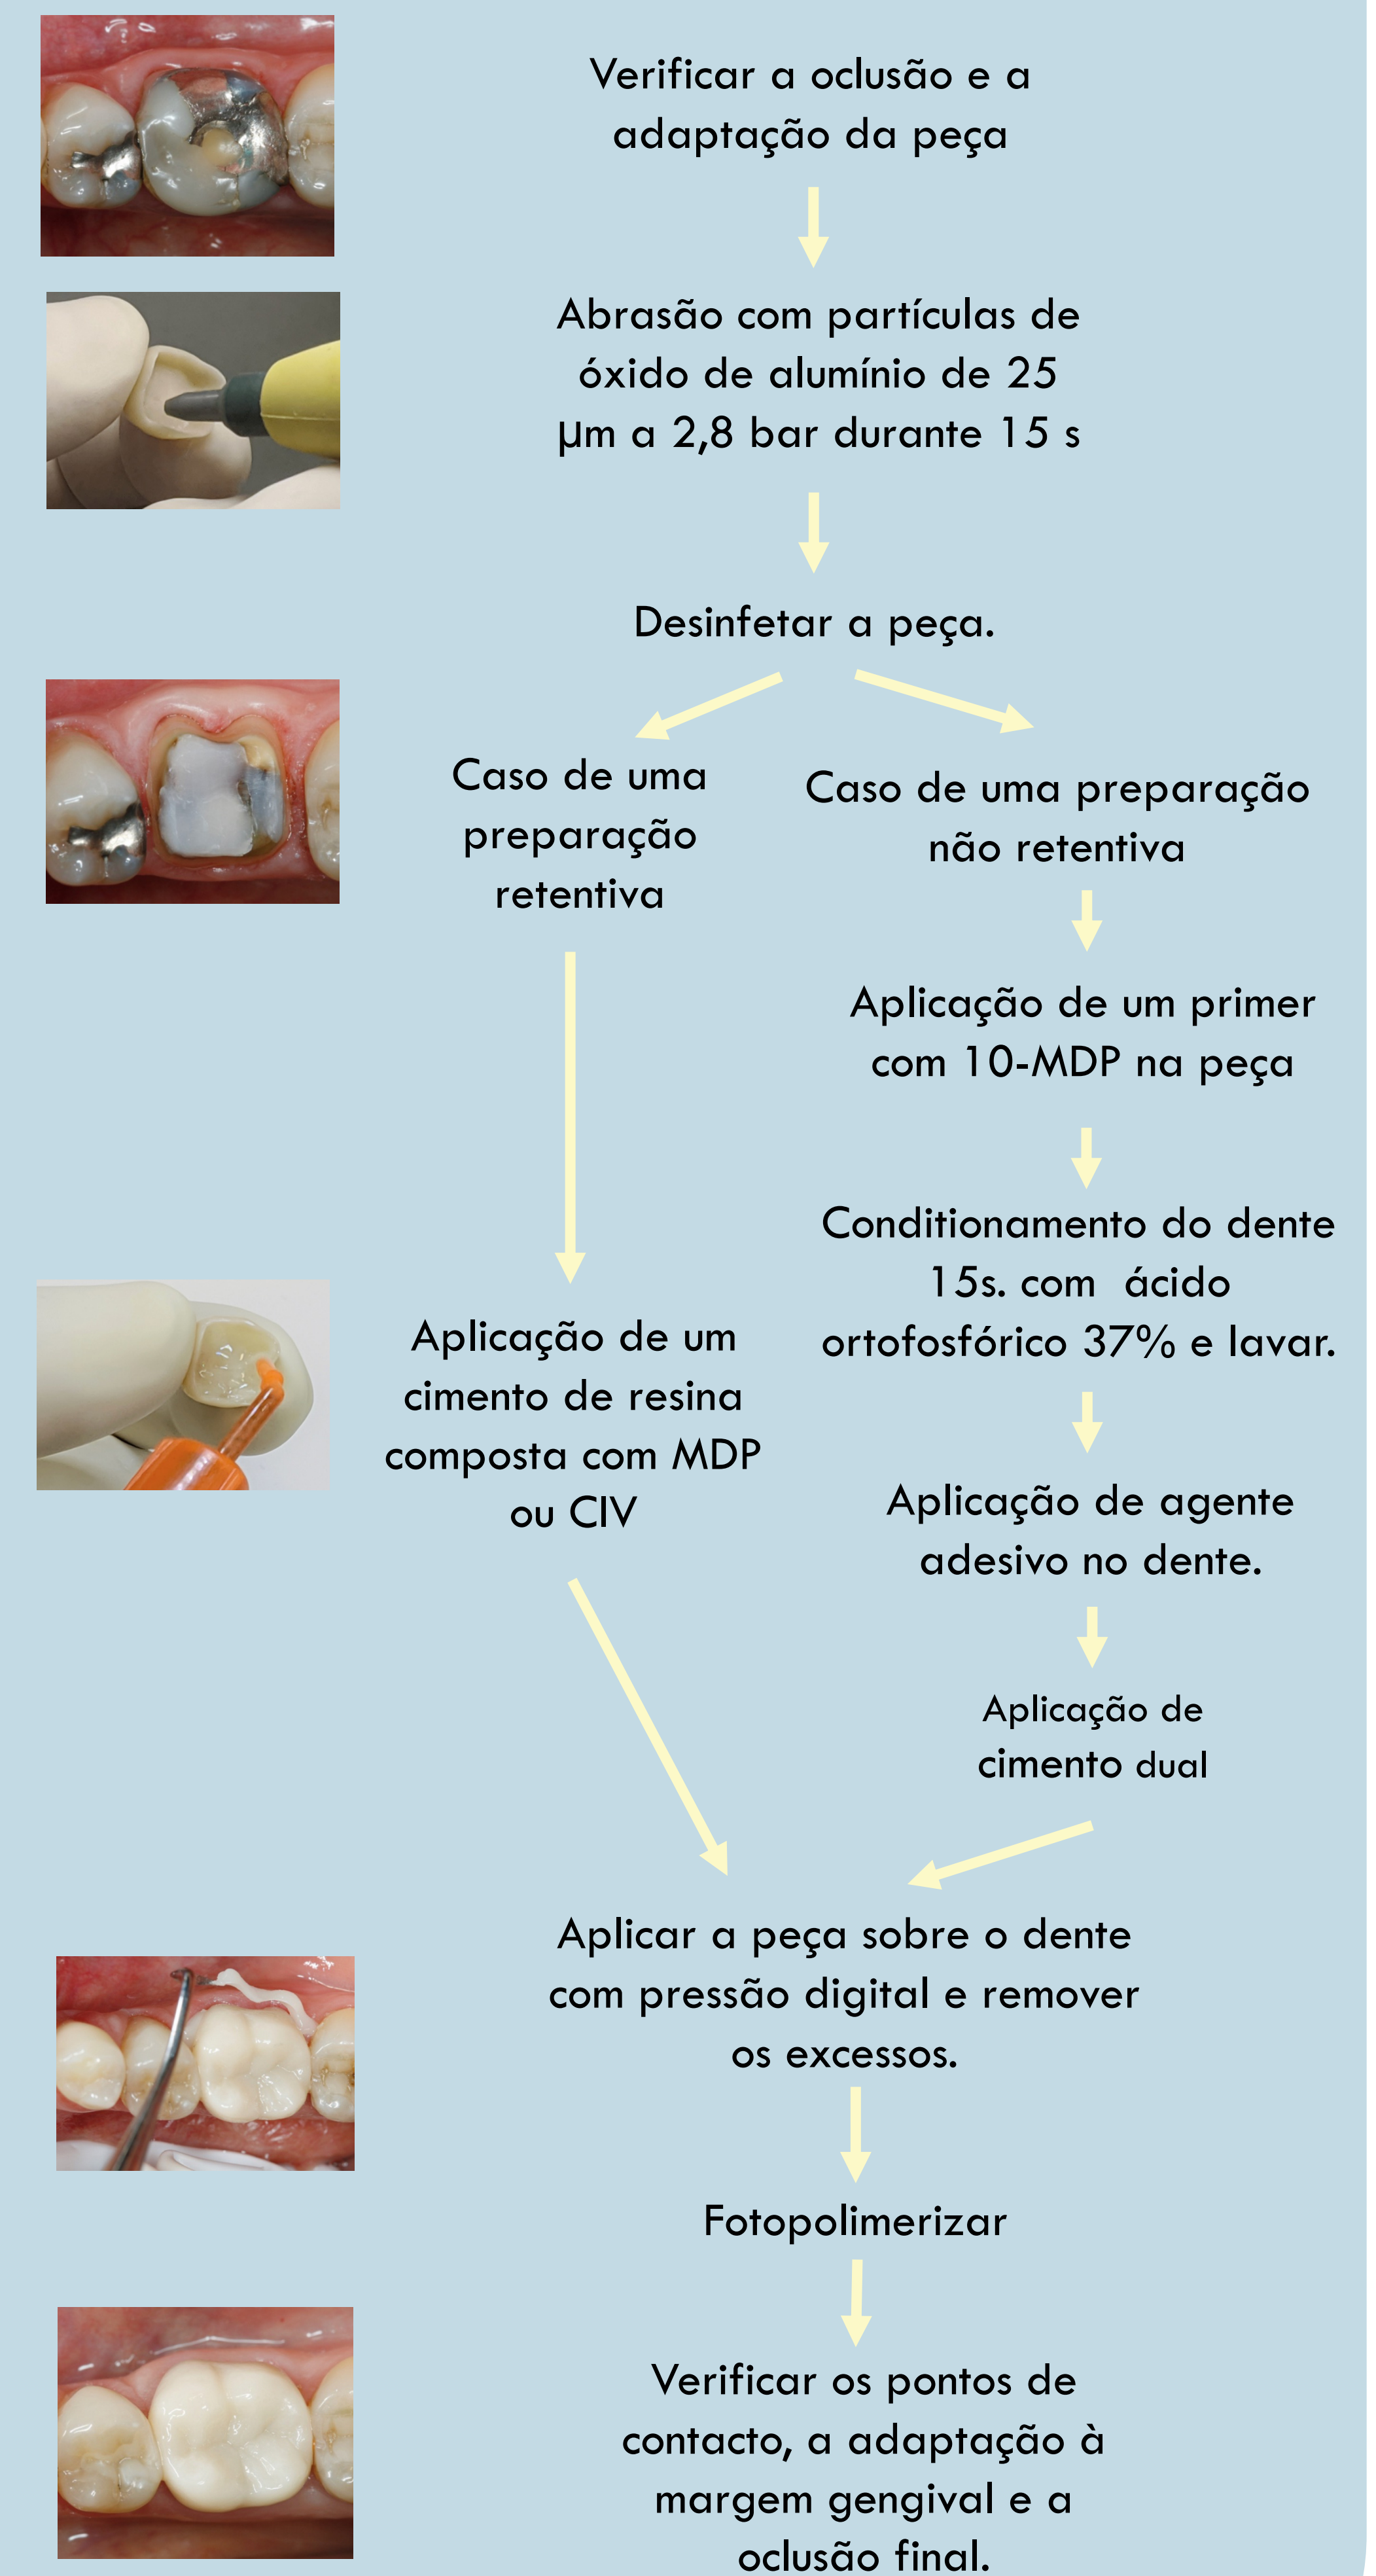 Verificar a oclusão e a
adaptação da peça
Abrasão com partículas de
óxido de alumínio de 25
μm a 2,8 bar durante 15 s
Desinfetar a peça.
Caso de uma
preparação
retentiva
Aplicação de um
cimento de resina
composta com MDP
ou CIV
Caso de uma preparação
não retentiva
Aplicação de um primer
com 10-MDP na peça
Conditionamento do dente
15s. com ácido
ortofosfórico 37% e lavar.
Aplicação de agente
adesivo no dente.
Aplicação de
cimento dual
Aplicar a peça sobre o dente
com pressão digital e remover
os excessos.
Fotopolimerizar
Verificar os pontos de
contacto, a adaptação à
margem gengival e a
oclusão final.